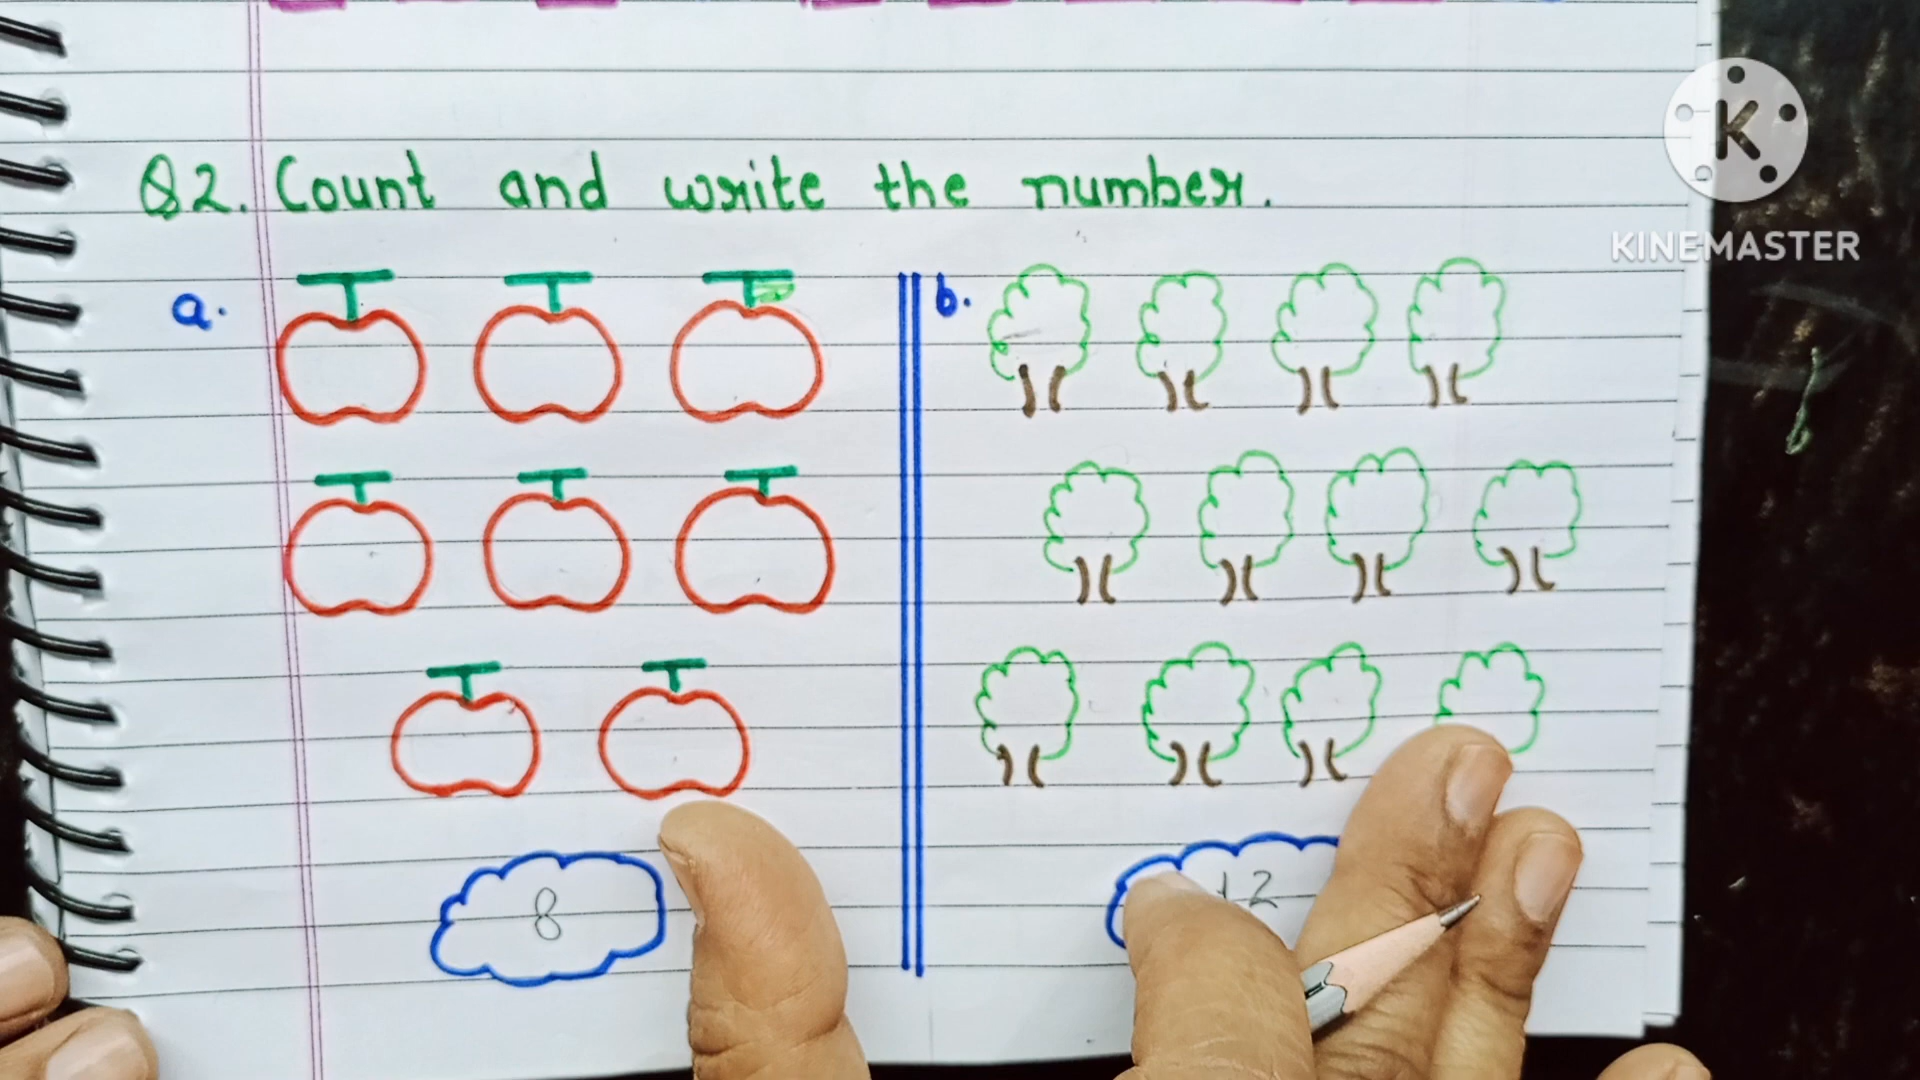 Q2. Count and write the number.
a.
b.
8
12
K
KINEMASTER